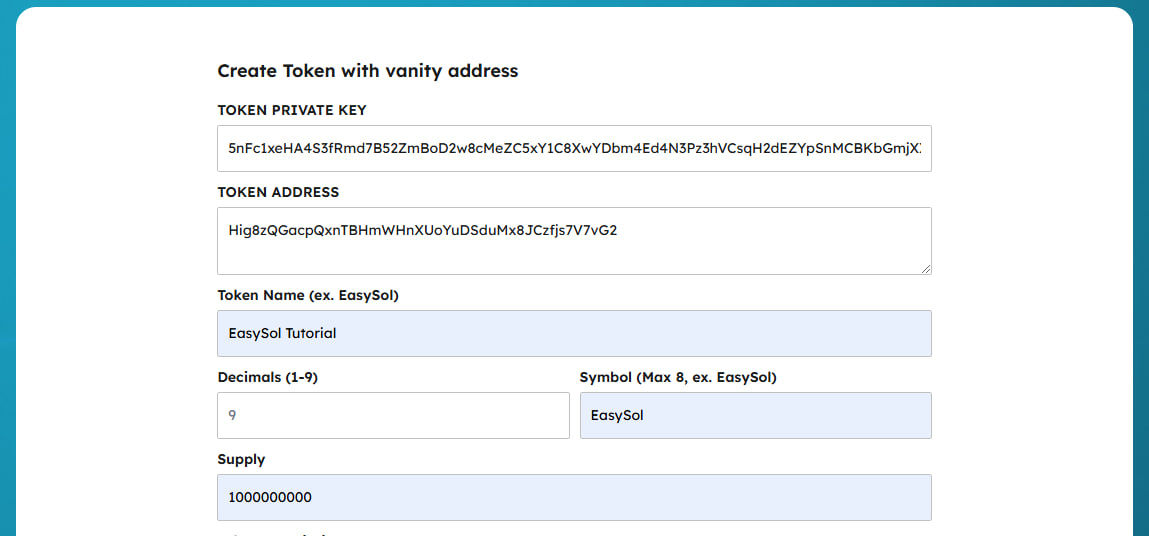 Create Token with vanity address
TOKEN PRIVATE KEY
5nFc1xeHA4S3fRmd7B52ZmBoD2w8cMeZC5xY1C8XwYDbm4Ed4N3Pz3hVCsqH2dEZYpSnMCBKbGmjX
TOKEN ADDRESS
Hig8zQGacpQxnTBHmWHnXUoYuDSduMx8JCzfjs7V7vG2
Token Name (ex. EasySol)
EasySol Tutorial
Decimals (1-9)
Symbol (Max 8, ex. EasySol)
9
EasySol
Supply
1000000000